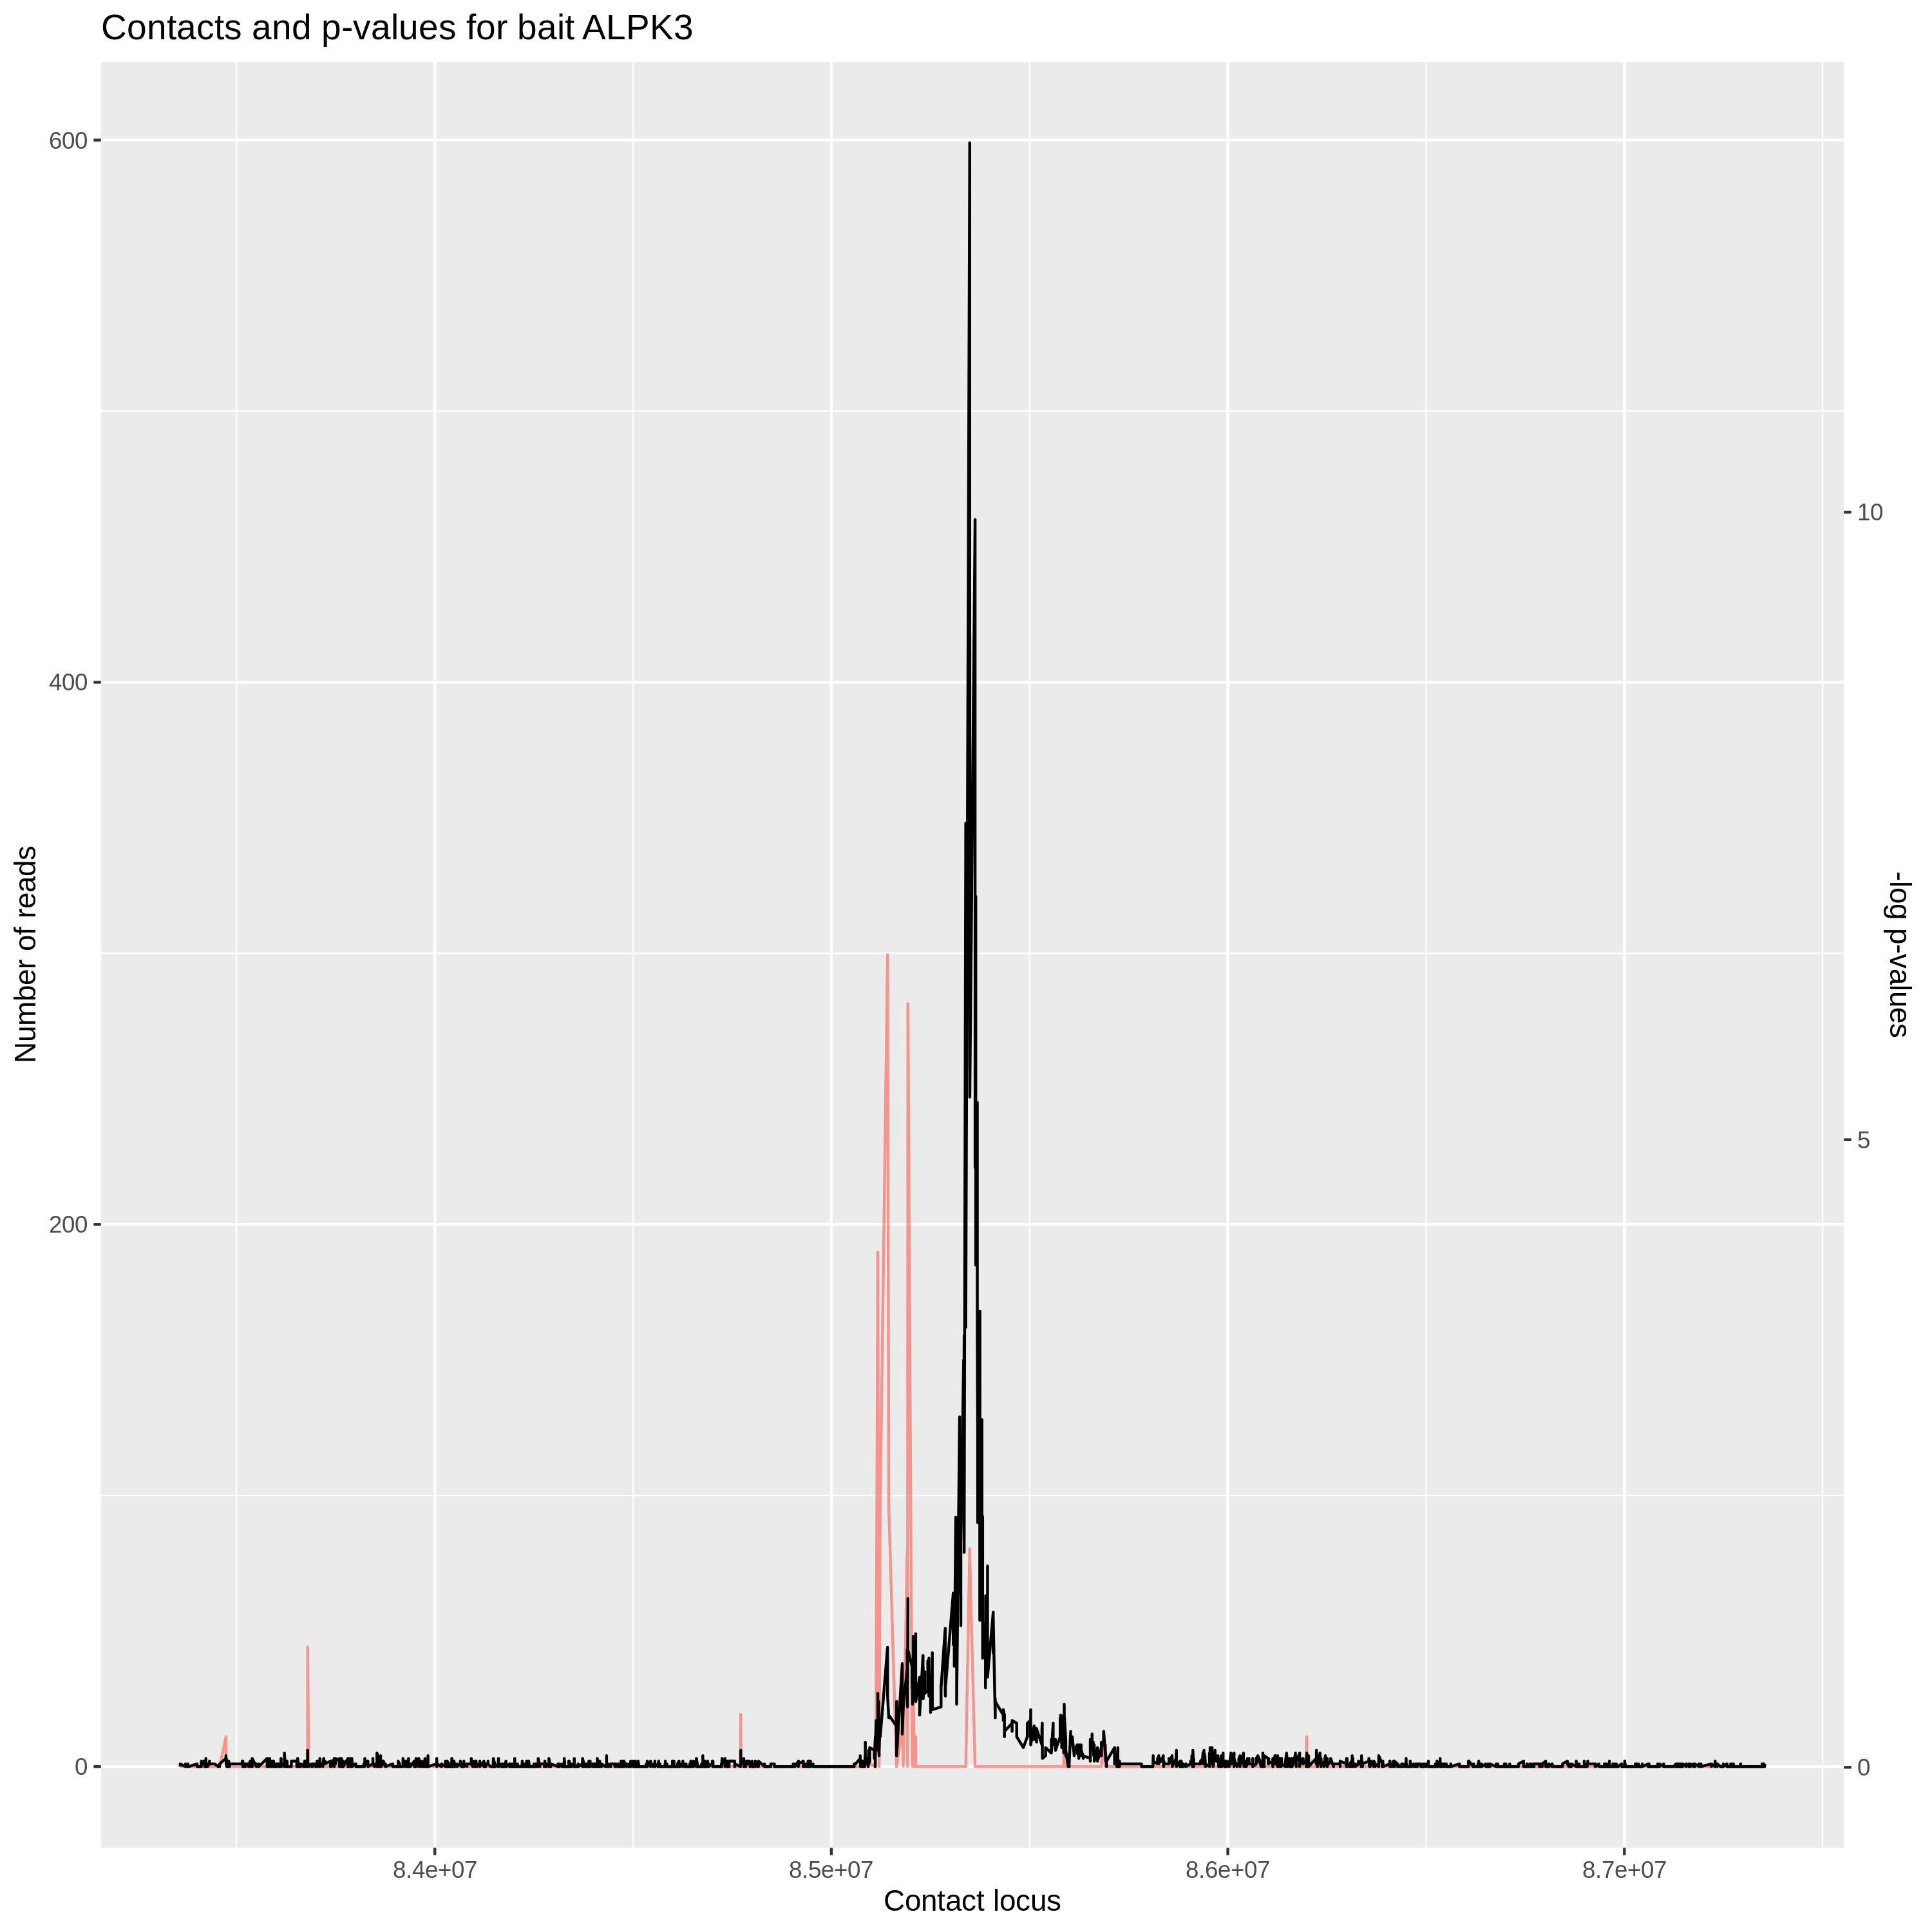 Contacts and p-values for bait ALPK3
600
400
200
0
Number of reads
10
5
0
-log p-values
8.4e+07
8.5e+07
8.6e+07
8.7e+07
Contact locus